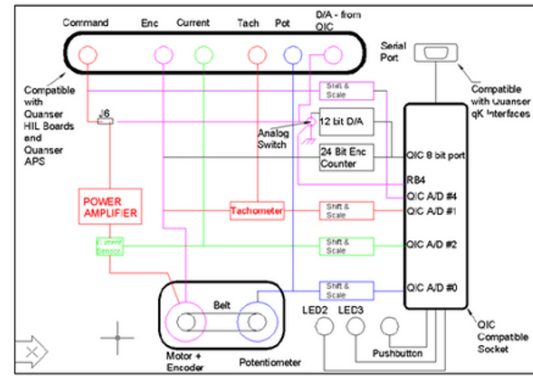 Command
Enc
Current
Tach
Pot
D/A - from
QIC
Serial
Port
Compatible
with
Quanser
HIL Boards
and
Quanser
APS
J6
Shift &
Scale
Compatible
with Quanser
qK Interfaces
Analog
Switch
12 bit D/A
24 Bit Enc
Counter
QIC 8 bit port
RB4
QIC A/D #4
POWER
AMPLIFIER
Tachometer
Shift &
Scale
QIC A/D #1
Current
Sensor
Shift &
Scale
QIC A/D #2
Shift &
Scale
QIC A/D #0
Belt
LED2
LED3
Motor +
Encoder
Potentiometer
Pushbutton
QIC
Compatible
Socket
X